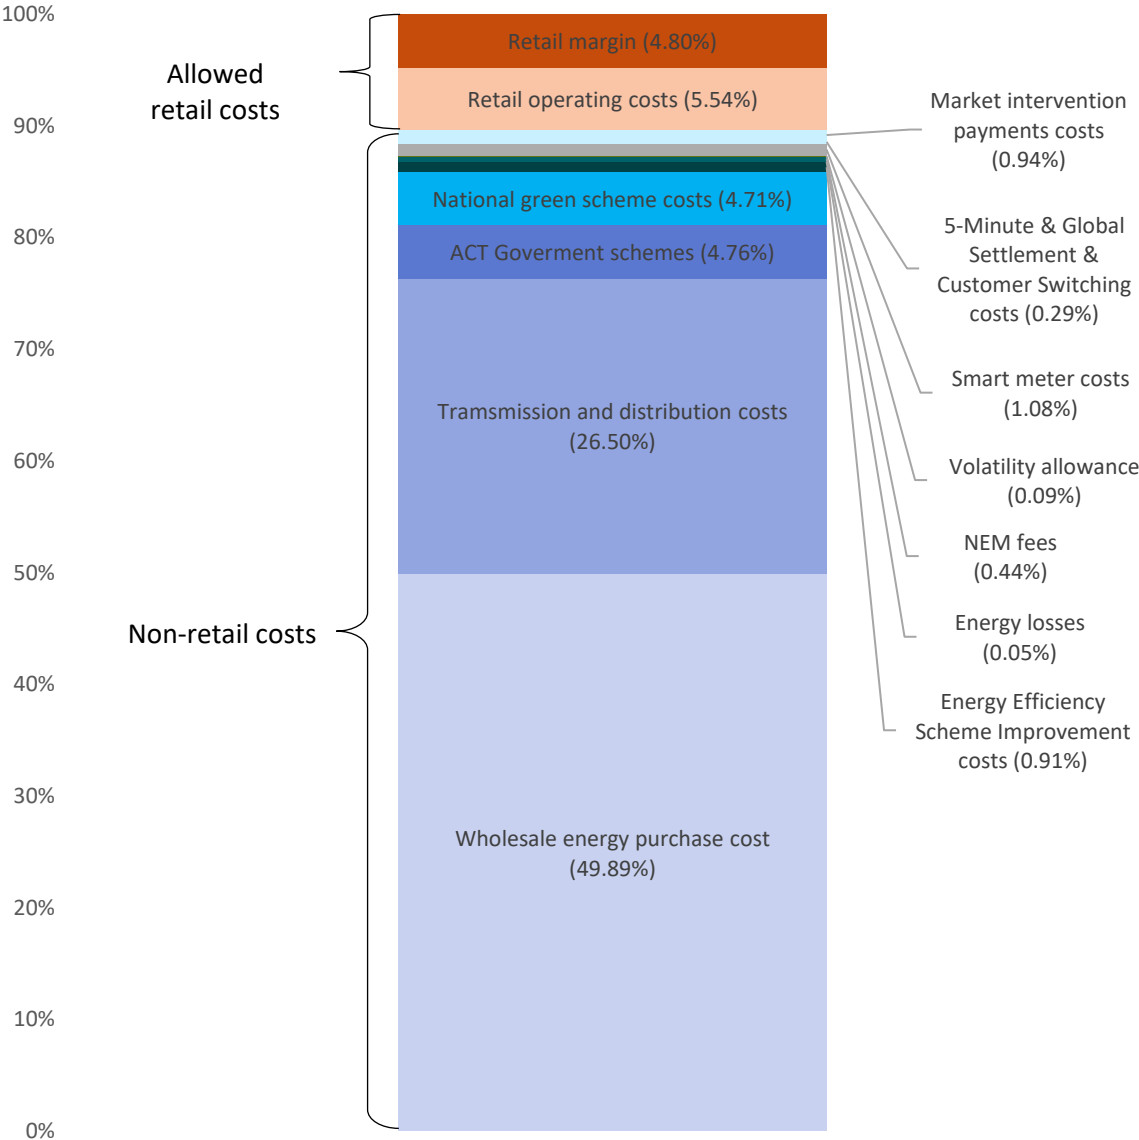 100%
90%
80%
70%
60%
50%
40%
30%
20%
10%
0%
Allowed
retail costs
Non-retail costs
Retail margin (4.80%)
Retail operating costs (5.54%)
National green scheme costs (4.71%)
ACT Goverment schemes (4.76%)
Tramsmission and distribution costs
(26.50%)
Wholesale energy purchase cost
(49.89%)
Market intervention
payments costs
(0.94%)
5-Minute & Global
Settlement &
Customer Switching
costs (0.29%)
Smart meter costs
(1.08%)
Volatility allowance
(0.09%)
NEM fees
(0.44%)
Energy losses
(0.05%)
Energy Efficiency
Scheme Improvement
costs (0.91%)